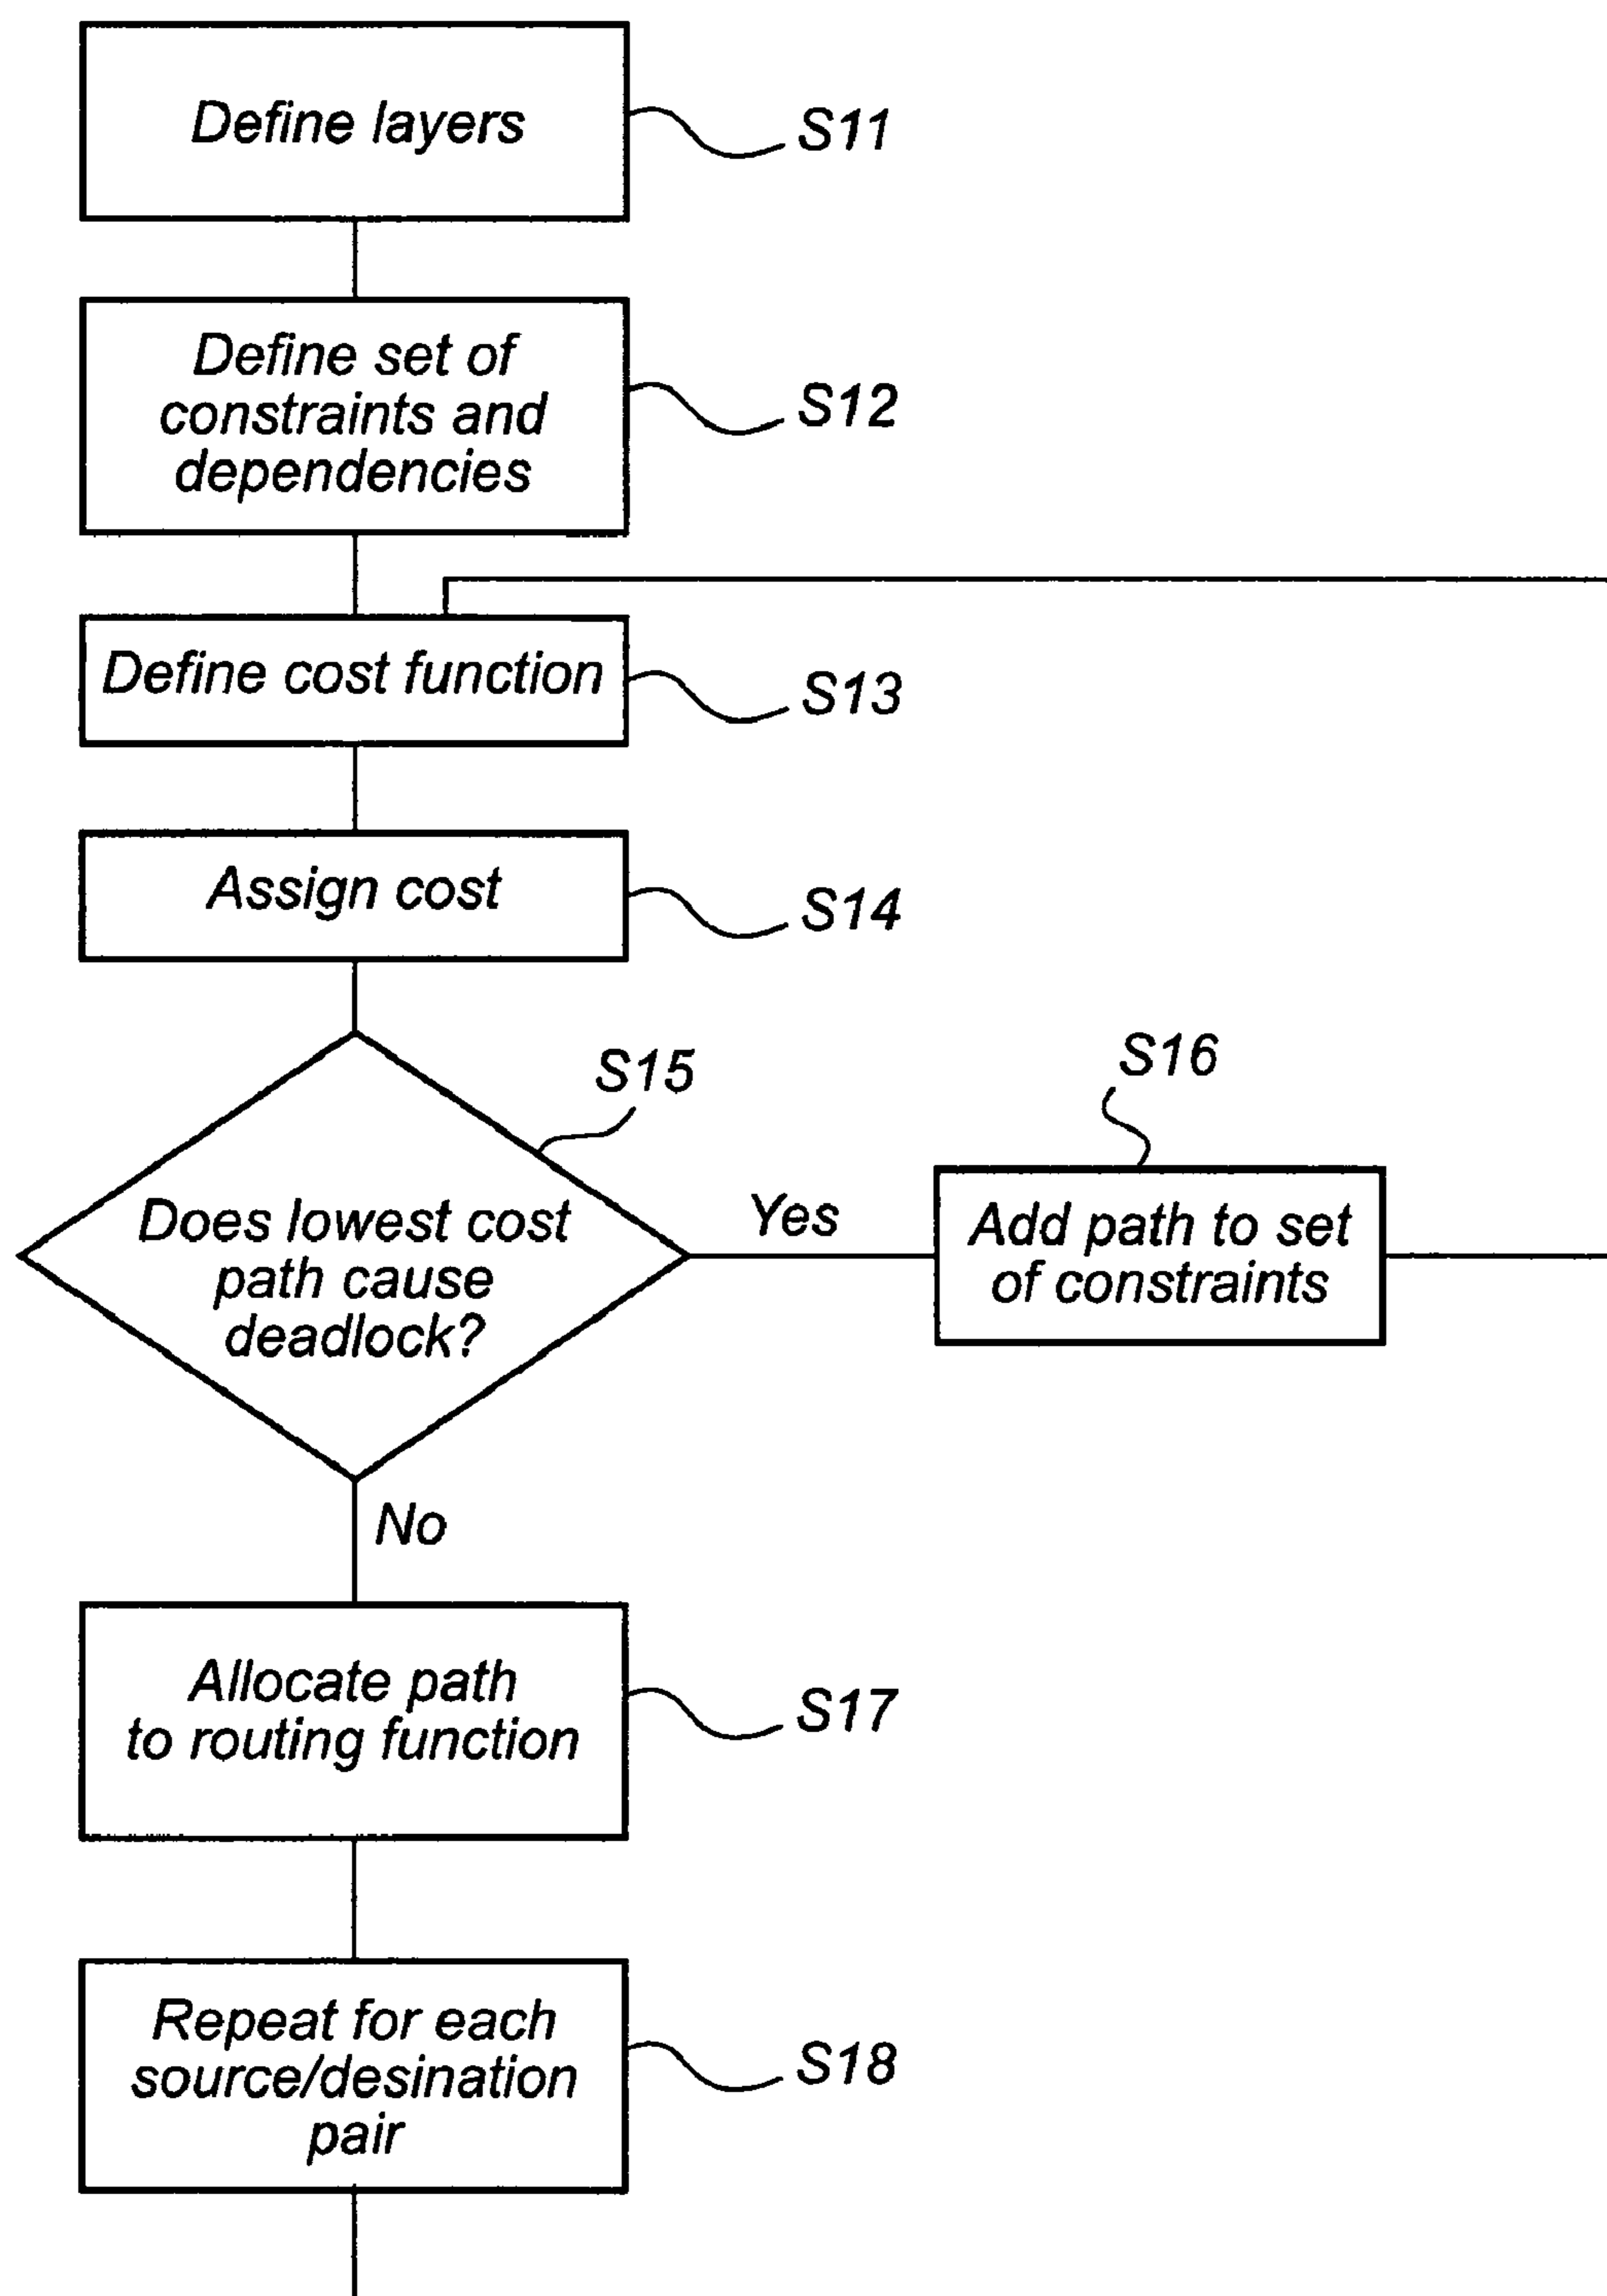 Define layers
S11
Define set of
constraints and
dependencies
S12
Define cost function
S13
Assign cost
S14
S15
Does lowest cost
path cause
deadlock?
Yes
S16
Add path to set
of constraints
No
Allocate path
to routing function
S17
Repeat for each
source/desination
pair
S18